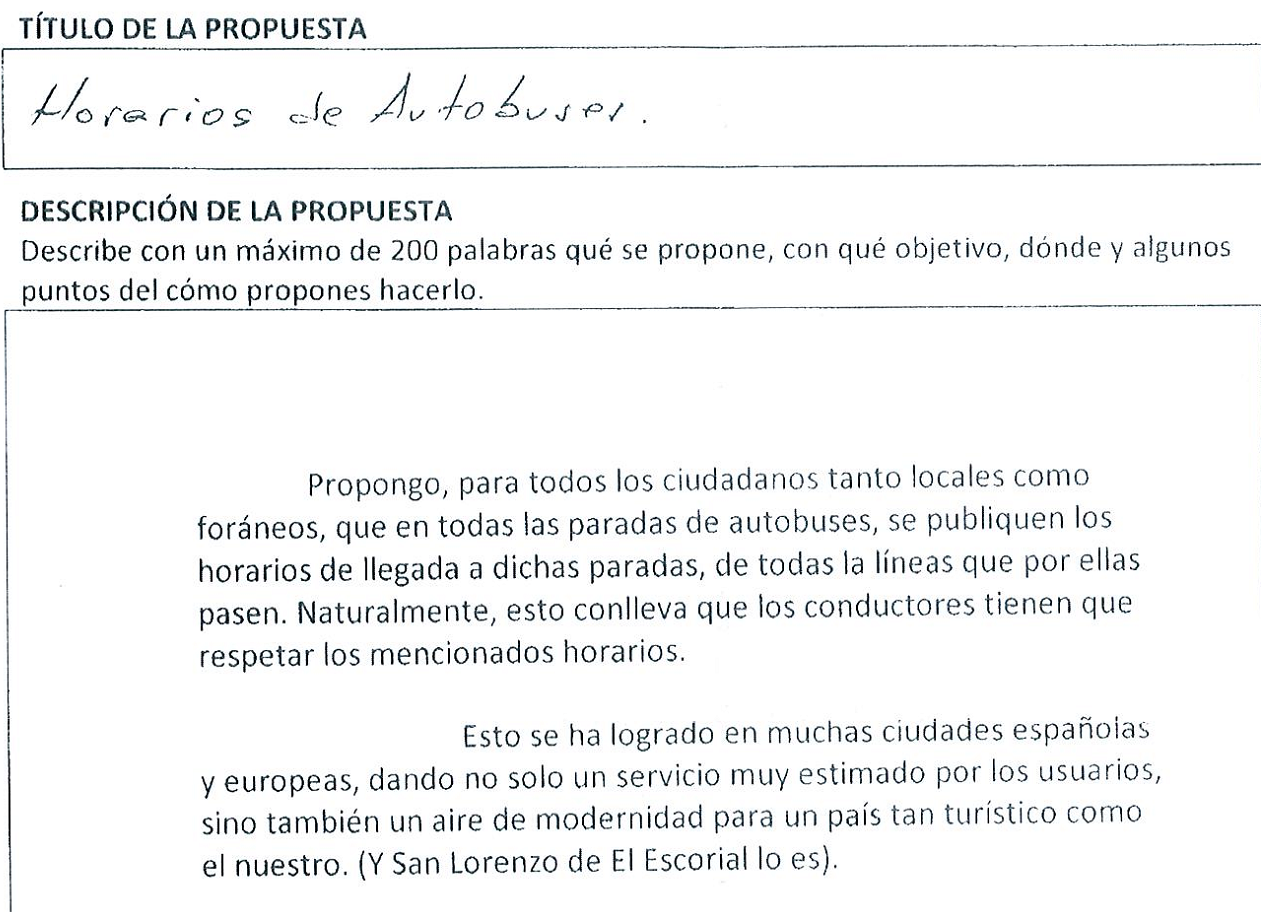 TÍTULO DE LA PROPUESTA
Horarios de Autobuses.
DESCRIPCIÓN DE LA PROPUESTA
Describe con un máximo de 200 palabras qué se propone, con qué objetivo, dónde y algunos
puntos del cómo propones hacerlo.
Propongo, para todos los ciudadanos tanto locales como
foráneos, que en todas las paradas de autobuses, se publiquen los
horarios de llegada a dichas paradas, de todas la líneas que por ellas
pasen. Naturalmente, esto conlleva que los conductores tienen que
respetar los mencionados horarios.
Esto se ha logrado en muchas ciudades españolas
y europeas, dando no solo un servicio muy estimado por los usuarios,
sino también un aire de modernidad para un país tan turístico como
el nuestro. (Y San Lorenzo de El Escorial lo es).